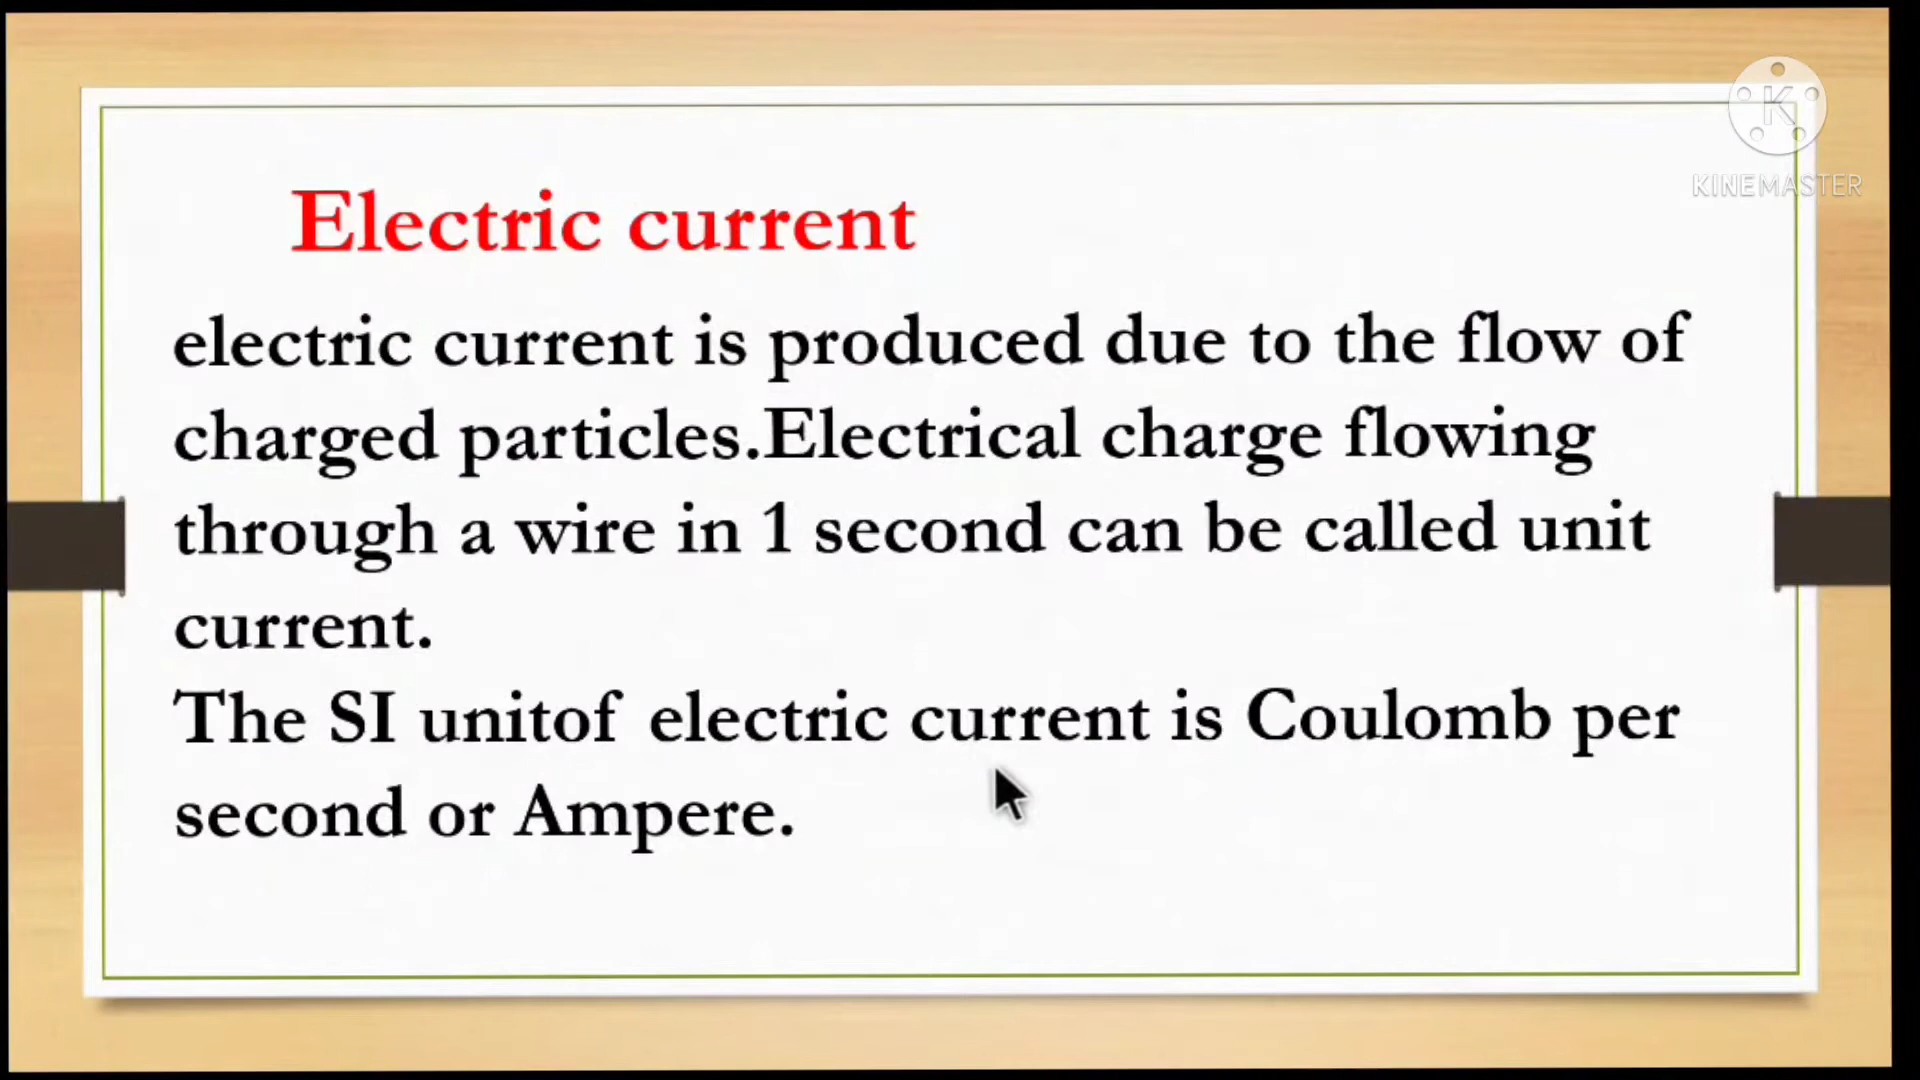 KINEMASTER
Electric current
electric current is produced due to the flow of
charged particles.Electrical charge flowing
through a wire in 1 second can be called unit
current.
The SI unitof electric current is Coulomb per
second or Ampere.